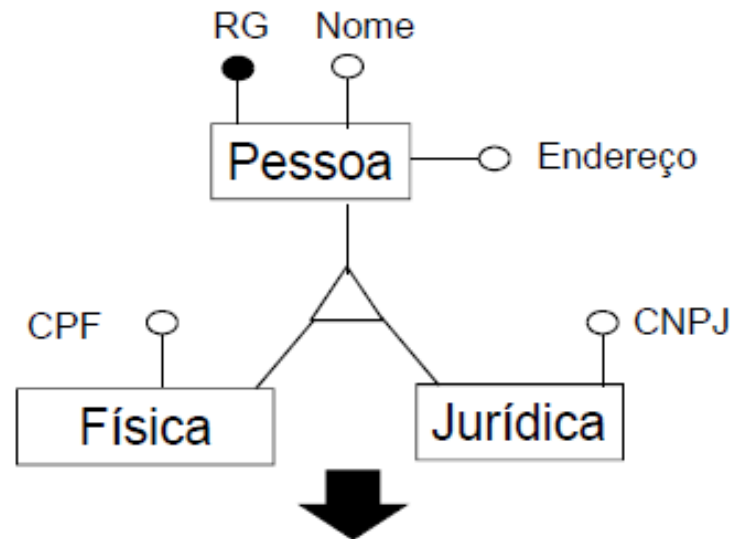 RG Nome
Pessoa
Endereço
CPF
CNPJ
Física
Jurídica